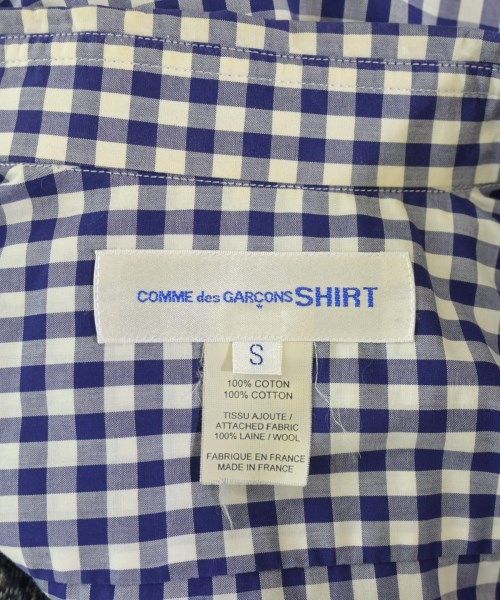 COMME des GARÇONS SHIRT
S
100% COTON
100% COTTON
TISSU AJOUTE /
ATTACHED FABRIC
100% LAINE / WOOL
FABRIQUE EN FRANCE
MADE IN FRANCE